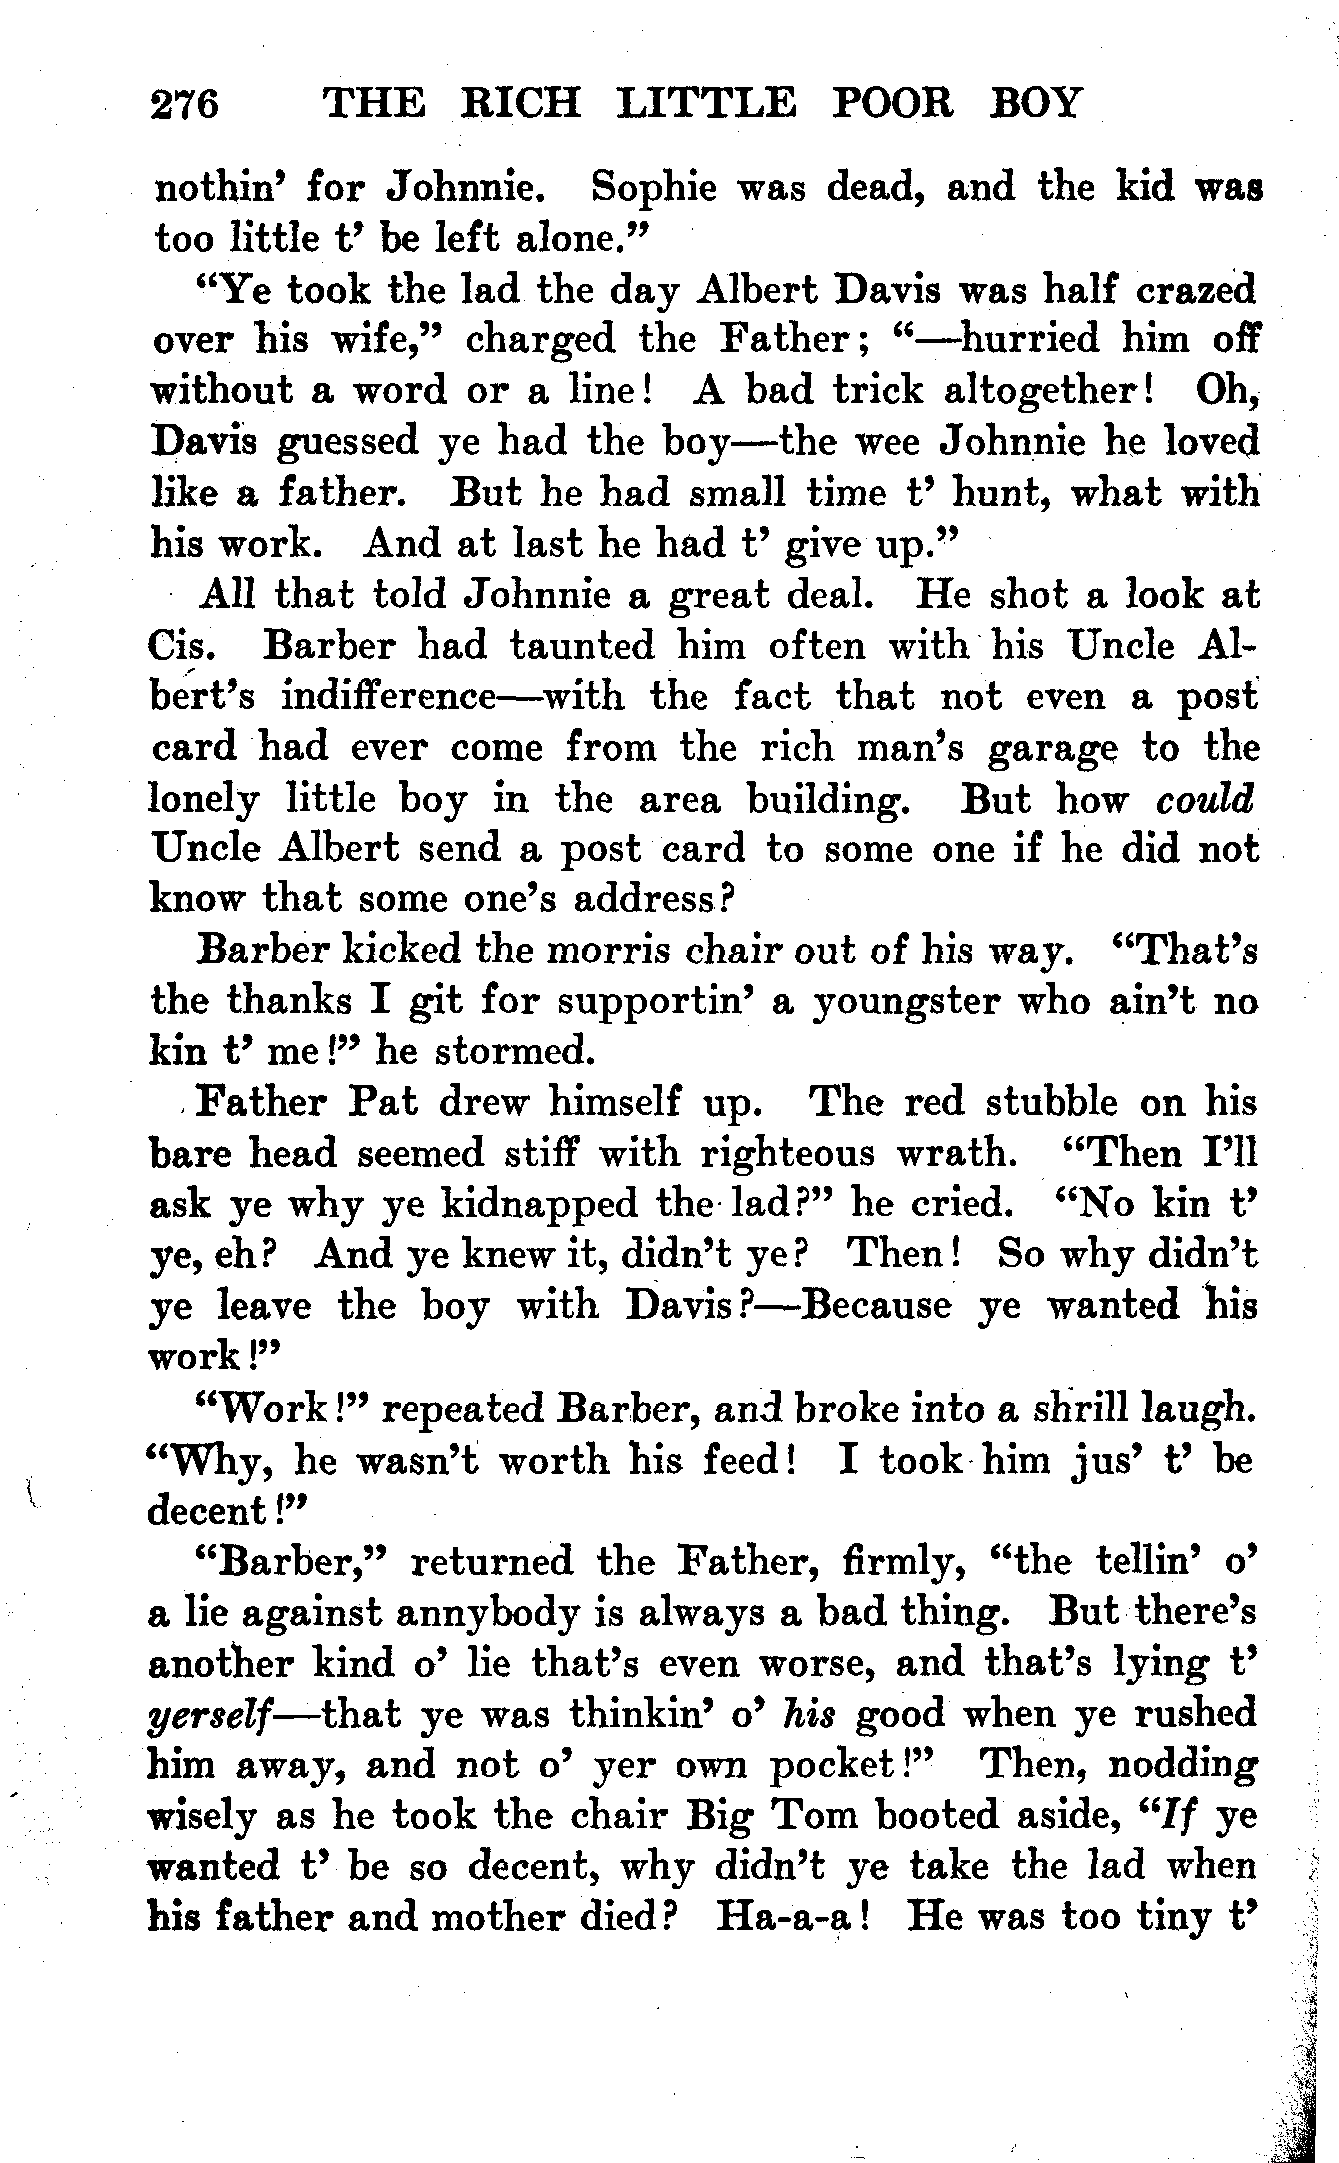 276 THE RICH LITTLE POOR BOY
nothin' for Johnnie. Sophie was dead, and the kid was
too little t' be left alone."
"Ye took the lad the day Albert Davis was half crazed
over his wife," charged the Father; "—hurried him off
without a word or a line! A bad trick altogether! Oh,
Davis guessed ye had the boy—the wee Johnnie he loved
like a father. But he had small time t' hunt, what with
his work. And at last he had t' give up."
All that told Johnnie a great deal. He shot a look at
Cis. Barber had taunted him often with his Uncle Al-
bert's indifference—with the fact that not even a post
card had ever come from the rich man's garage to the
lonely little boy in the area building. But how could
Uncle Albert send a post card to some one if he did not
know that some one's address?
Barber kicked the morris chair out of his way. "That's
the thanks I git for supportin' a youngster who ain't no
kin t' me!" he stormed.
Father Pat drew himself up. The red stubble on his
bare head seemed stiff with righteous wrath. "Then I'll
ask ye why ye kidnapped the lad?" he cried. "No kin t'
ye, eh? And ye knew it, didn't ye? Then! So why didn't
ye leave the boy with Davis?—Because ye wanted his
work!"
"Work!" repeated Barber, and broke into a shrill laugh.
"Why, he wasn't worth his feed! I took him jus' t' be
decent!"
"Barber," returned the Father, firmly, "the tellin' o'
a lie against annybody is always a bad thing. But there's
another kind o' lie that's even worse, and that's lying t'
yerself—that ye was thinkin' o' his good when ye rushed
him away, and not o' yer own pocket!" Then, nodding
wisely as he took the chair Big Tom booted aside, "If ye
wanted t' be so decent, why didn't ye take the lad when
his father and mother died? Ha-a-a! He was too tiny t'